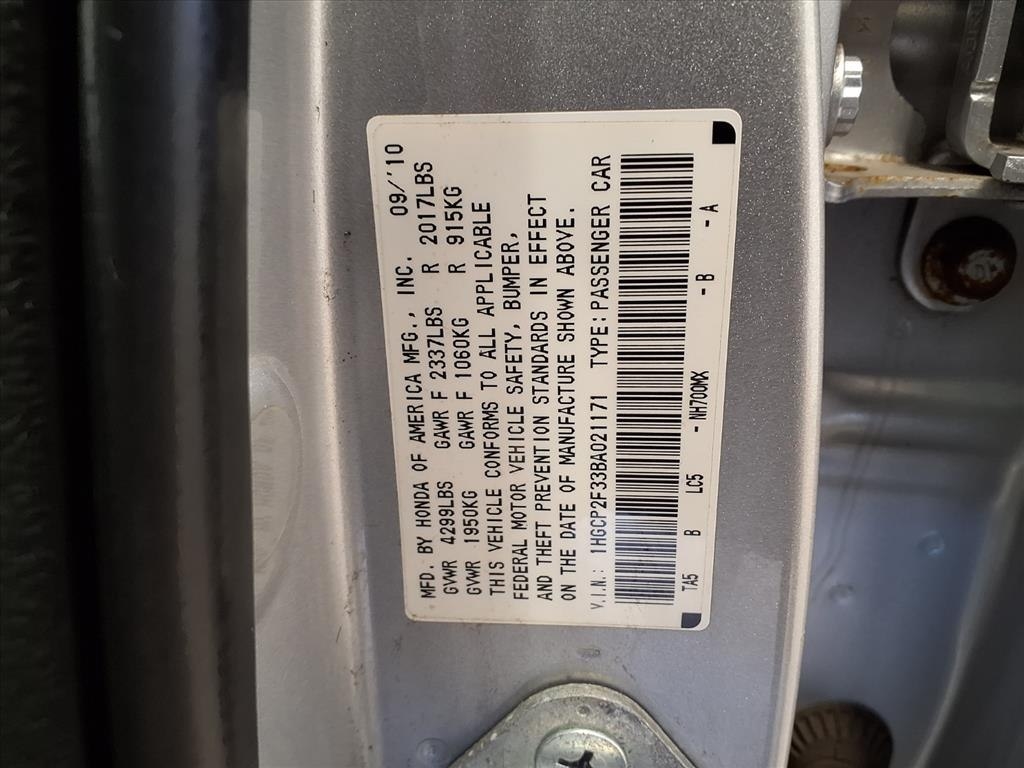 MFD. BY HONDA OF AMERICA MFG., INC. 09/'10
GVWR 4299LBS GAWR F 2337LBS R 2017LBS
GVWR 1950KG GAWR F 1060KG R 915KG
THIS VEHICLE CONFORMS TO ALL APPLICABLE
FEDERAL MOTOR VEHICLE SAFETY, BUMPER,
AND THEFT PREVENTION STANDARDS IN EFFECT
ON THE DATE OF MANUFACTURE SHOWN ABOVE.
V.I.N.: 1HGCP2F33BA021171 TYPE: PASSENGER CAR
TA5 B LC5 - NH700MX - B - A